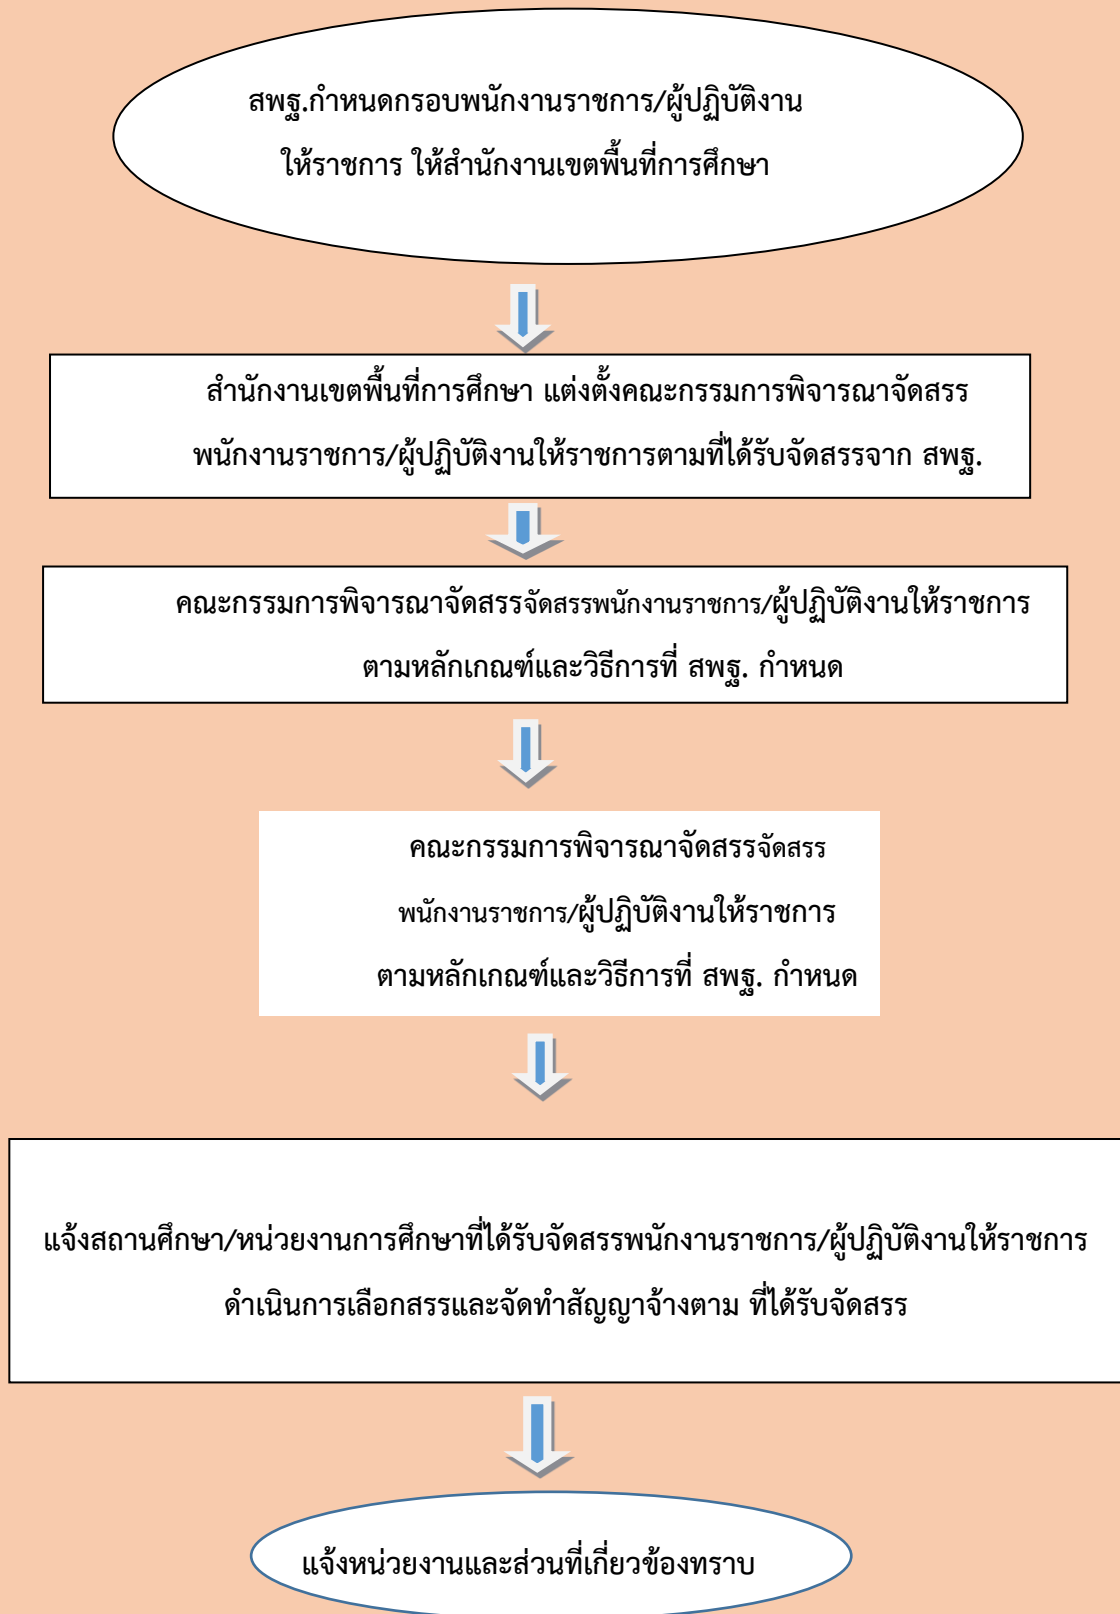 สพฐ.กำหนดกรอบพนักงานราชการ/ผู้ปฏิบัติงาน
ให้ราชการ ให้สำนักงานเขตพื้นที่การศึกษา
สำนักงานเขตพื้นที่การศึกษา แต่งตั้งคณะกรรมการพิจารณาจัดสรร
พนักงานราชการ/ผู้ปฏิบัติงานให้ราชการตามที่ได้รับจัดสรรจาก สพฐ.
คณะกรรมการพิจารณาจัดสรรจัดสรรพนักงานราชการ/ผู้ปฏิบัติงานให้ราชการ
ตามหลักเกณฑ์และวิธีการที่ สพฐ. กำหนด
คณะกรรมการพิจารณาจัดสรรจัดสรร
พนักงานราชการ/ผู้ปฏิบัติงานให้ราชการ
ตามหลักเกณฑ์และวิธีการที่ สพฐ. กำหนด
แจ้งสถานศึกษา/หน่วยงานการศึกษาที่ได้รับจัดสรรพนักงานราชการ/ผู้ปฏิบัติงานให้ราชการ
ดำเนินการเลือกสรรและจัดทำสัญญาจ้างตาม ที่ได้รับจัดสรร
แจ้งหน่วยงานและส่วนที่เกี่ยวข้องทราบ